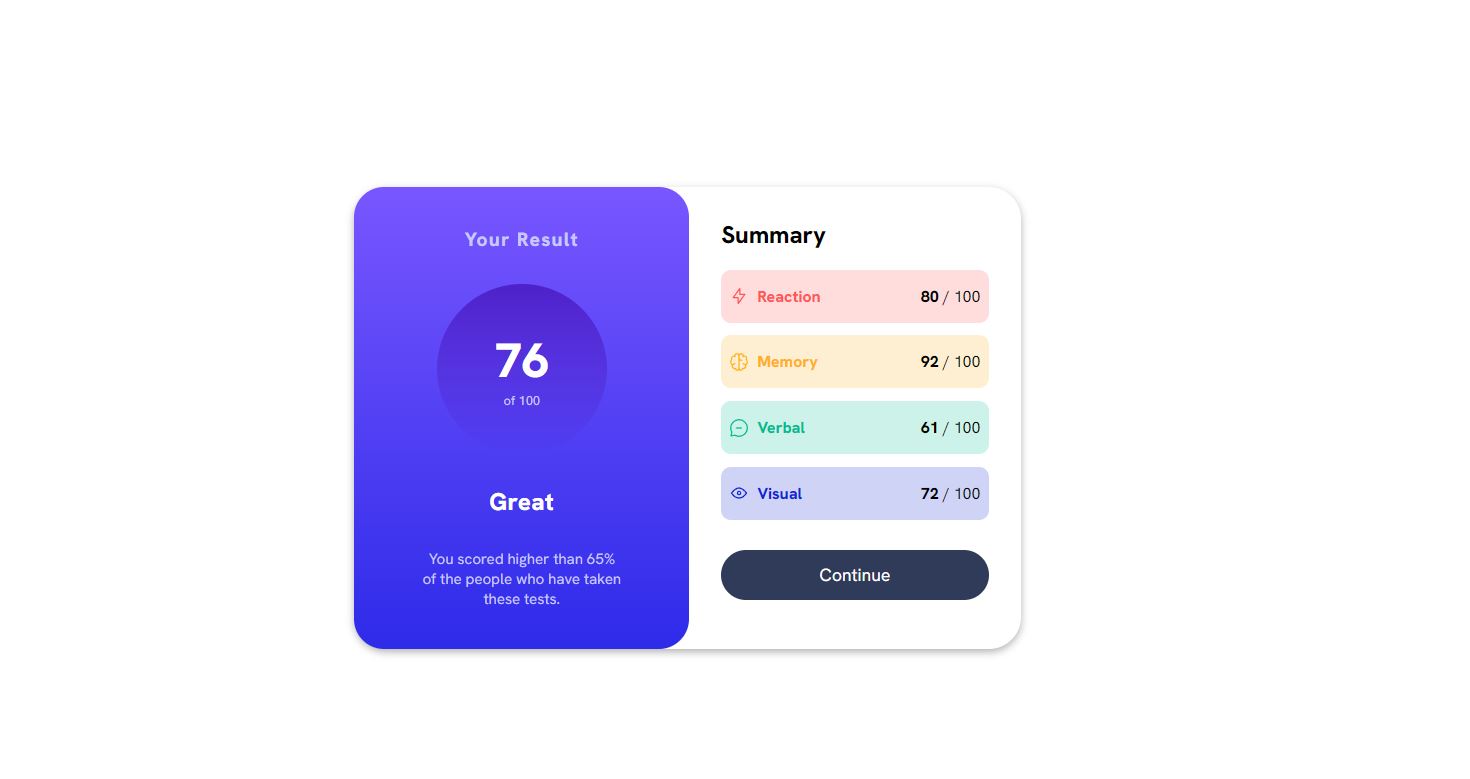 Your Result
76
of 100
Great
You scored higher than 65%
of the people who have taken
these tests.
Summary
Reaction 80 / 100
Memory 92 / 100
Verbal 61 / 100
Visual 72 / 100
Continue